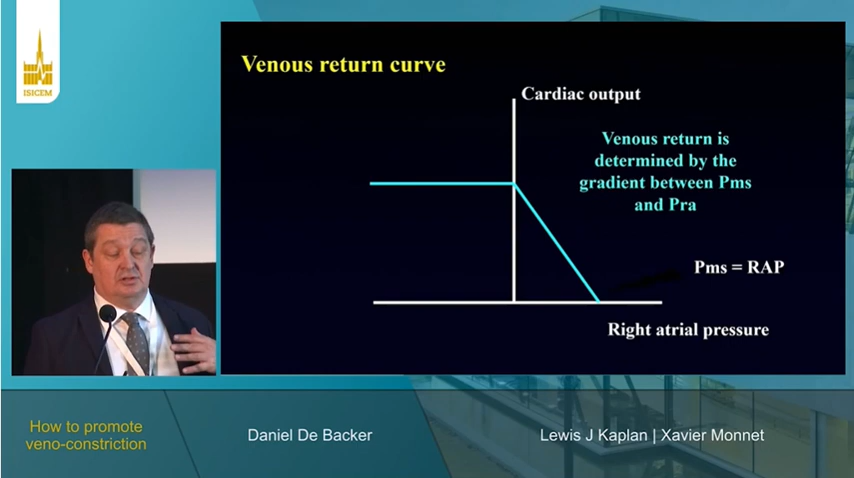 ISICEM
Venous return curve
Cardiac output
Venous return is
determined by the
gradient between Pms
and Pra
Pms = RAP
Right atrial pressure
How to promote
veno-constriction
Daniel De Backer
Lewis J Kaplan | Xavier Monnet